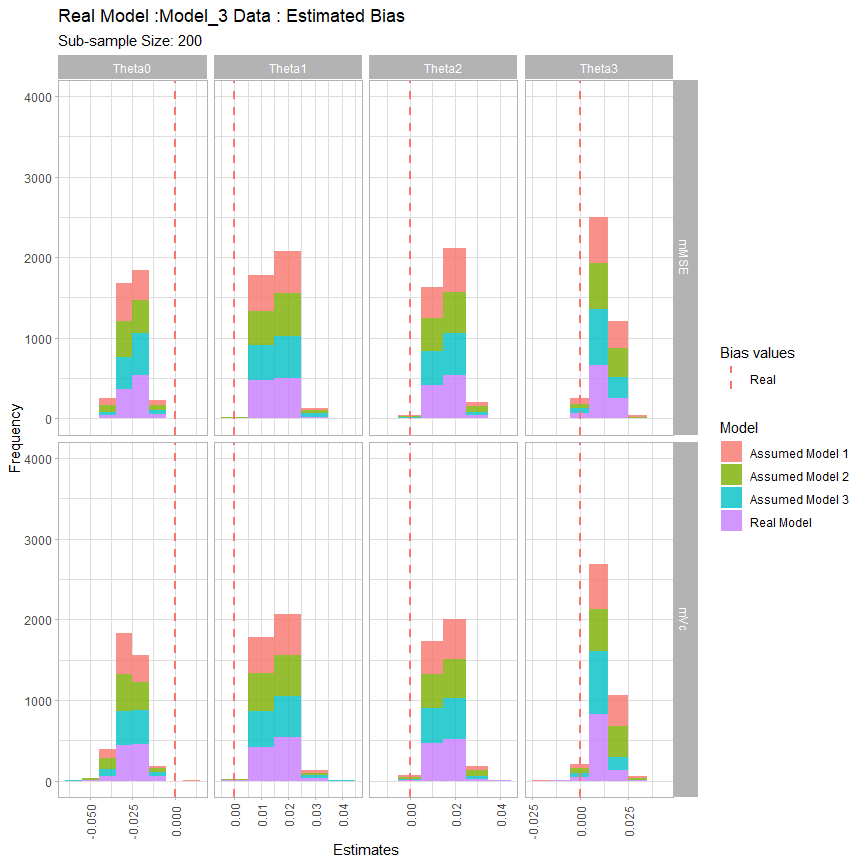 Real Model :Model_3 Data : Estimated Bias
Sub-sample Size: 200
Theta0
Theta1
Theta2
Theta3
4000
3000
2000
1000
0
mMSE
4000
3000
2000
1000
0
mVc
Frequency
-0.050
-0.025
0.000
0.00
0.01
0.02
0.03
0.04
0.00
0.02
0.04
-0.025
0.000
0.025
Estimates
Bias values
Real
Model
Assumed Model 1
Assumed Model 2
Assumed Model 3
Real Model